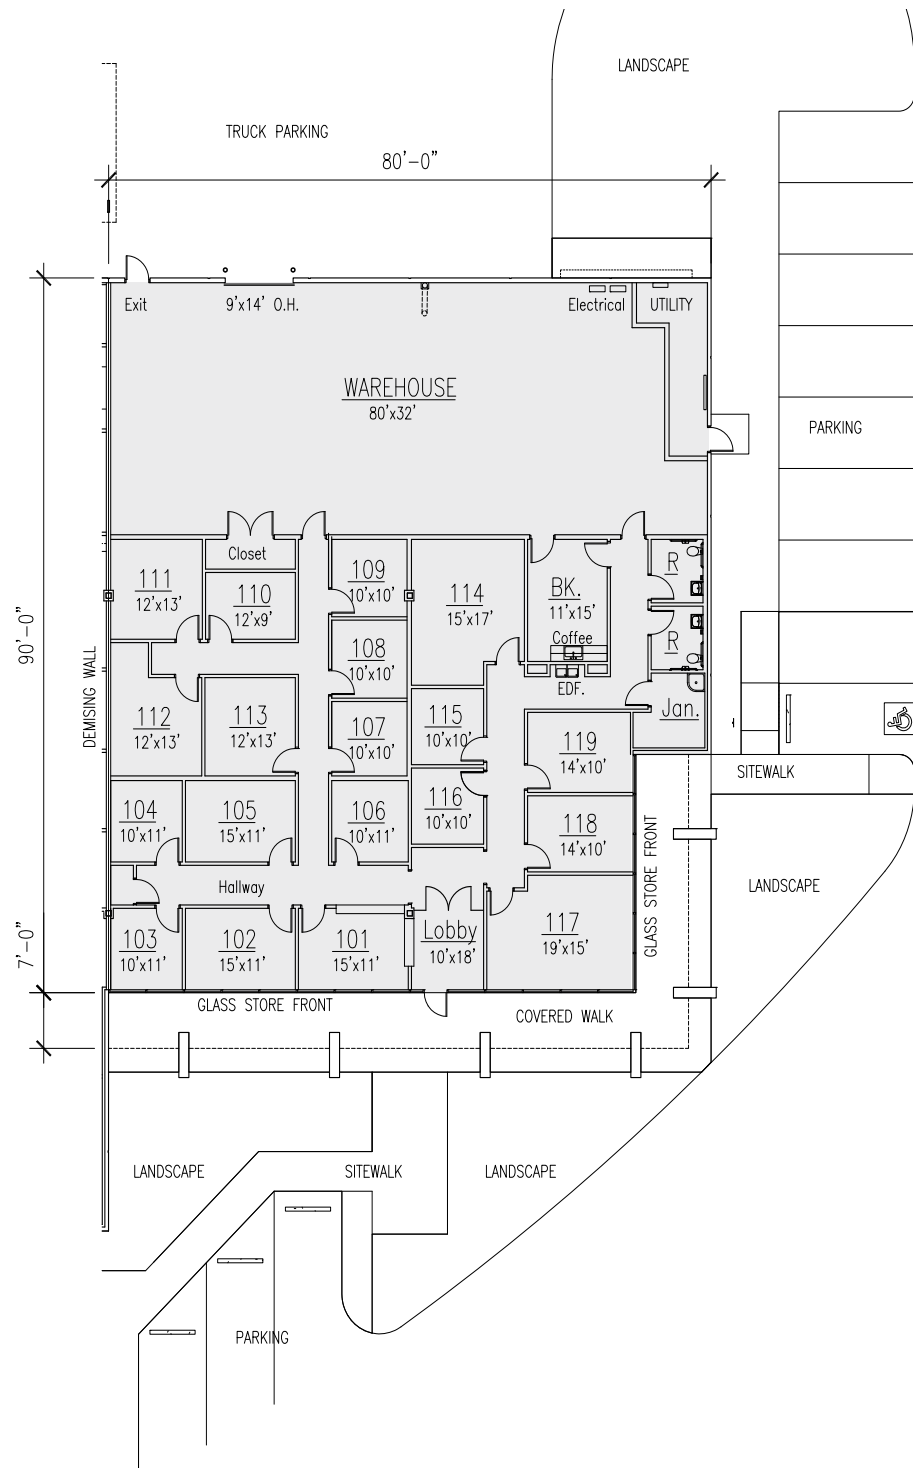 LANDSCAPE
TRUCK PARKING
80'-0"
Exit
9'x14' O.H.
Electrical
UTILITY
WAREHOUSE
80'x32'
PARKING
Closet
111
12'x13'
110
12'x9'
109
10'x10'
114
15'x17'
BK.
11'x15'
Coffee
R
R
90'-0"
DEMISING WALL
108
10'x10'
EDF.
Jan.
112
12'x13'
113
12'x13'
107
10'x10'
115
10'x10'
119
14'x10'
SITEWALK
104
10'x11'
105
15'x11'
106
10'x11'
116
10'x10'
118
14'x10'
GLASS STORE FRONT
LANDSCAPE
Hallway
7'-0"
103
10'x11'
102
15'x11'
101
15'x11'
Lobby
10'x18'
117
19'x15'
GLASS STORE FRONT
COVERED WALK
LANDSCAPE
SITEWALK
LANDSCAPE
PARKING